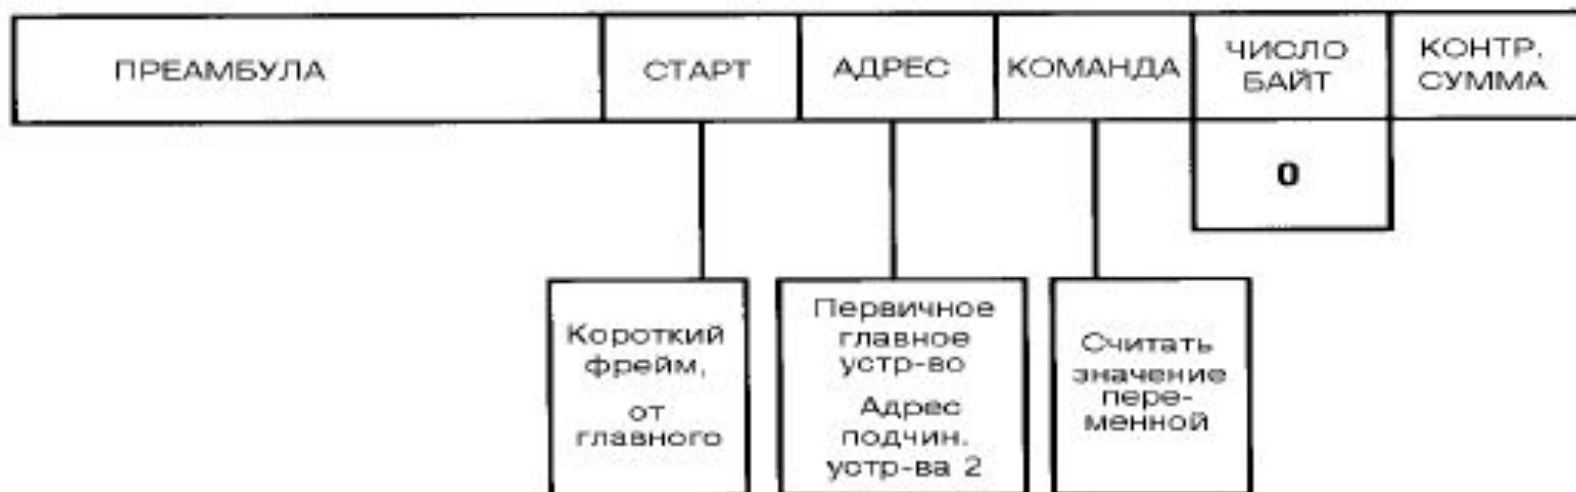 ПРЕАМБУЛА
СТАРТ
АДРЕС
КОМАНДА
ЧИСЛО
БАЙТ
КОНТР.
СУММА
0
Короткий
фрейм,
от
главного
Первичное
главное
устр-во
Адрес
подчин.
устр-ва 2
Считать
значение
пере-
менной